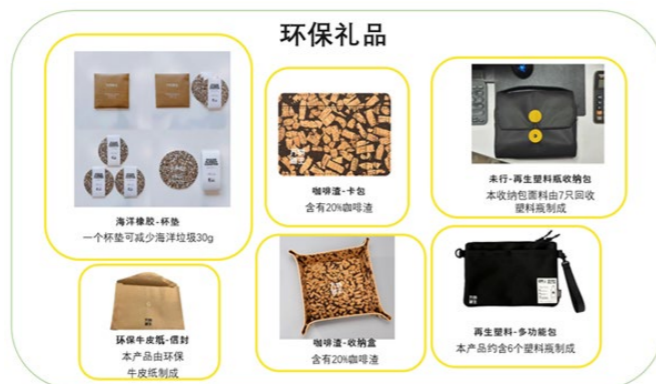 环保礼品
海洋橡胶-杯垫
一个杯垫可减少海洋垃圾30g
咖啡渣-卡包
含有20%咖啡渣
未行-再生塑料瓶收纳包
本收纳包面料由7只回收
塑料瓶制成
环保牛皮纸-信封
本产品由环保
牛皮纸制成
咖啡渣-收纳盒
含有20%咖啡渣
再生塑料-多功能包
本产品约含6个塑料瓶制成